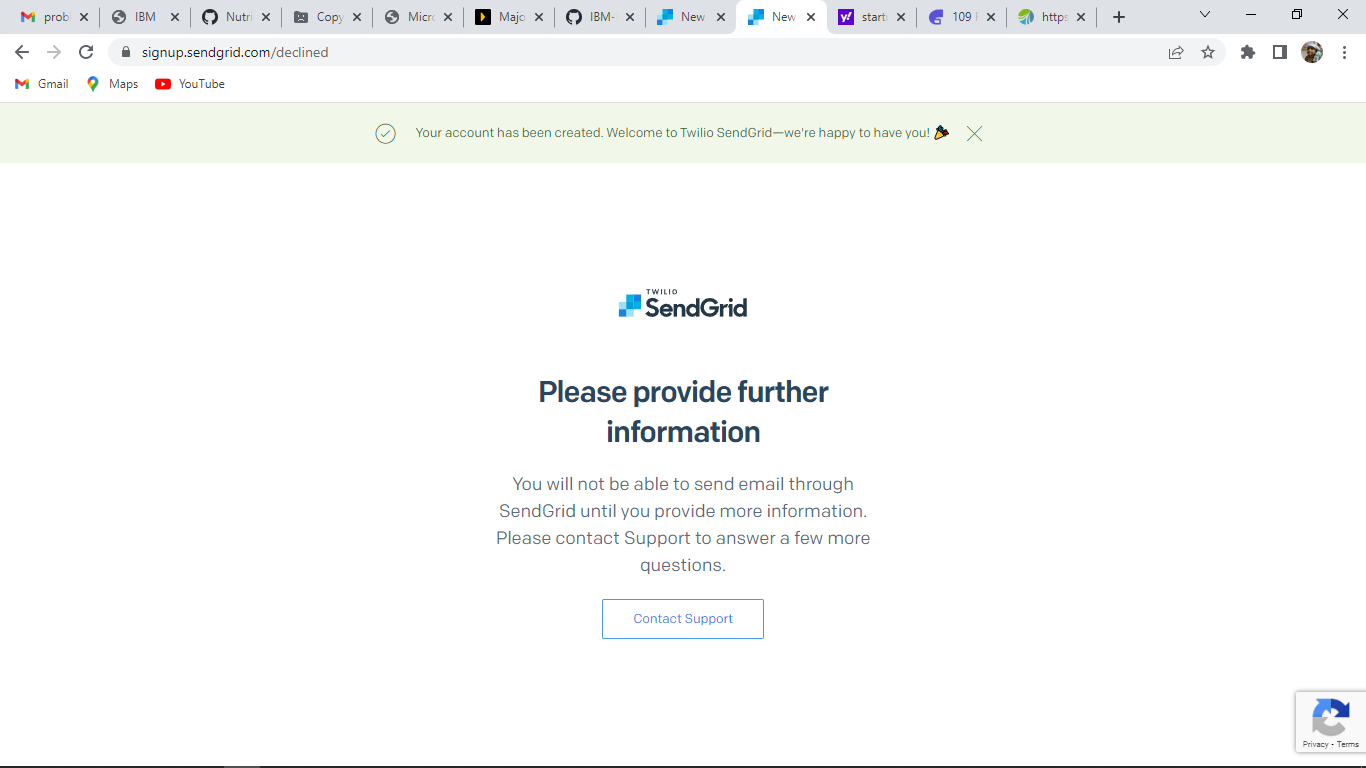 probl
IBM
Nutri
Copy
Micro
Majo
IBM-
New
New
start
109 F
https
signup.sendgrid.com/declined
Gmail
Maps
YouTube
Your account has been created. Welcome to Twilio SendGrid—we're happy to have you! 🎉
TWILIO
SendGrid
Please provide further
information
You will not be able to send email through
SendGrid until you provide more information.
Please contact Support to answer a few more
questions.
Contact Support
Privacy - Terms